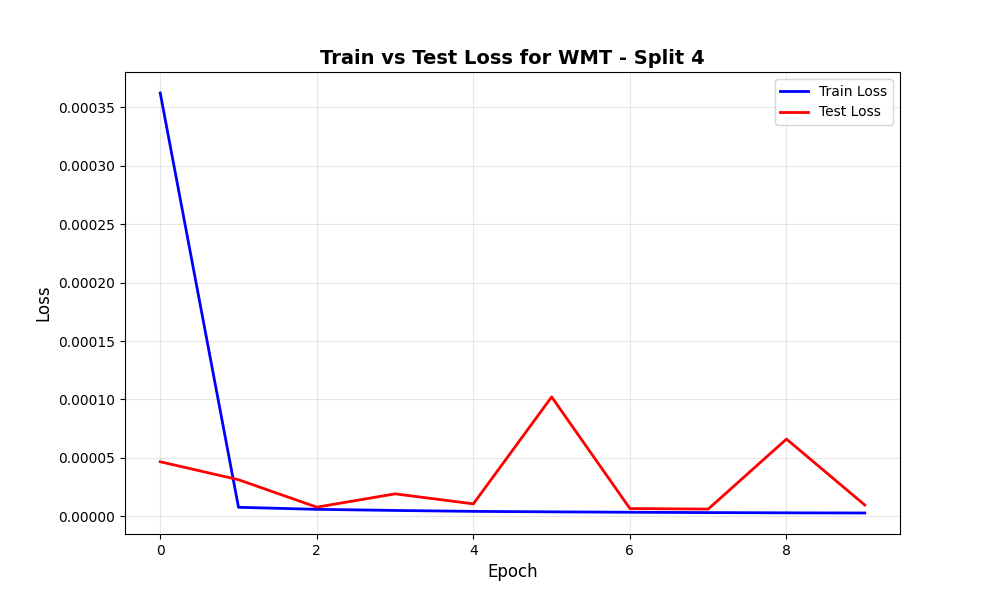 Train vs Test Loss for WMT - Split 4
Train Loss
Test Loss
0.00035
0.00030
0.00025
0.00020
0.00015
0.00010
0.00005
0.00000
Loss
0 2 4 6 8
Epoch